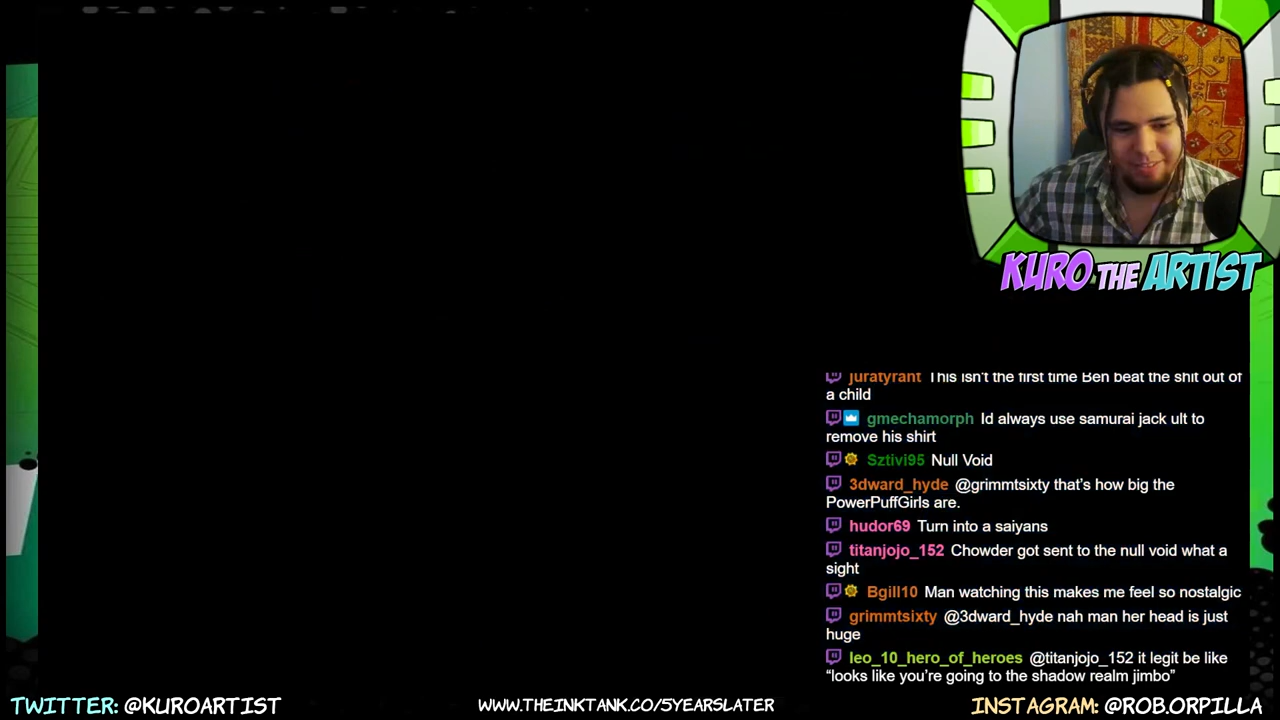 KURO THE ARTIST
juratyrant This isn't the first time Ben beat the shit out of
a child
gmechamorph Id always use samurai jack ult to
remove his shirt
Sztivi95 Null Void
3dward_hyde @grimmtsixty that's how big the
PowerPuffGirls are.
hudor69 Turn into a saiyans
titanjojo_152 Chowder got sent to the null void what a
sight
Bgill10 Man watching this makes me feel so nostalgic
grimmtsixty @3dward_hyde nah man her head is just
huge
leo_10_hero_of_heroes @titanjojo_152 it legit be like
“looks like you're going to the shadow realm jimbo”
TWITTER: @KUROARTIST
WWW.THEINKTANK.CO/5YEARSLATER
INSTAGRAM: @ROB.ORPILLA